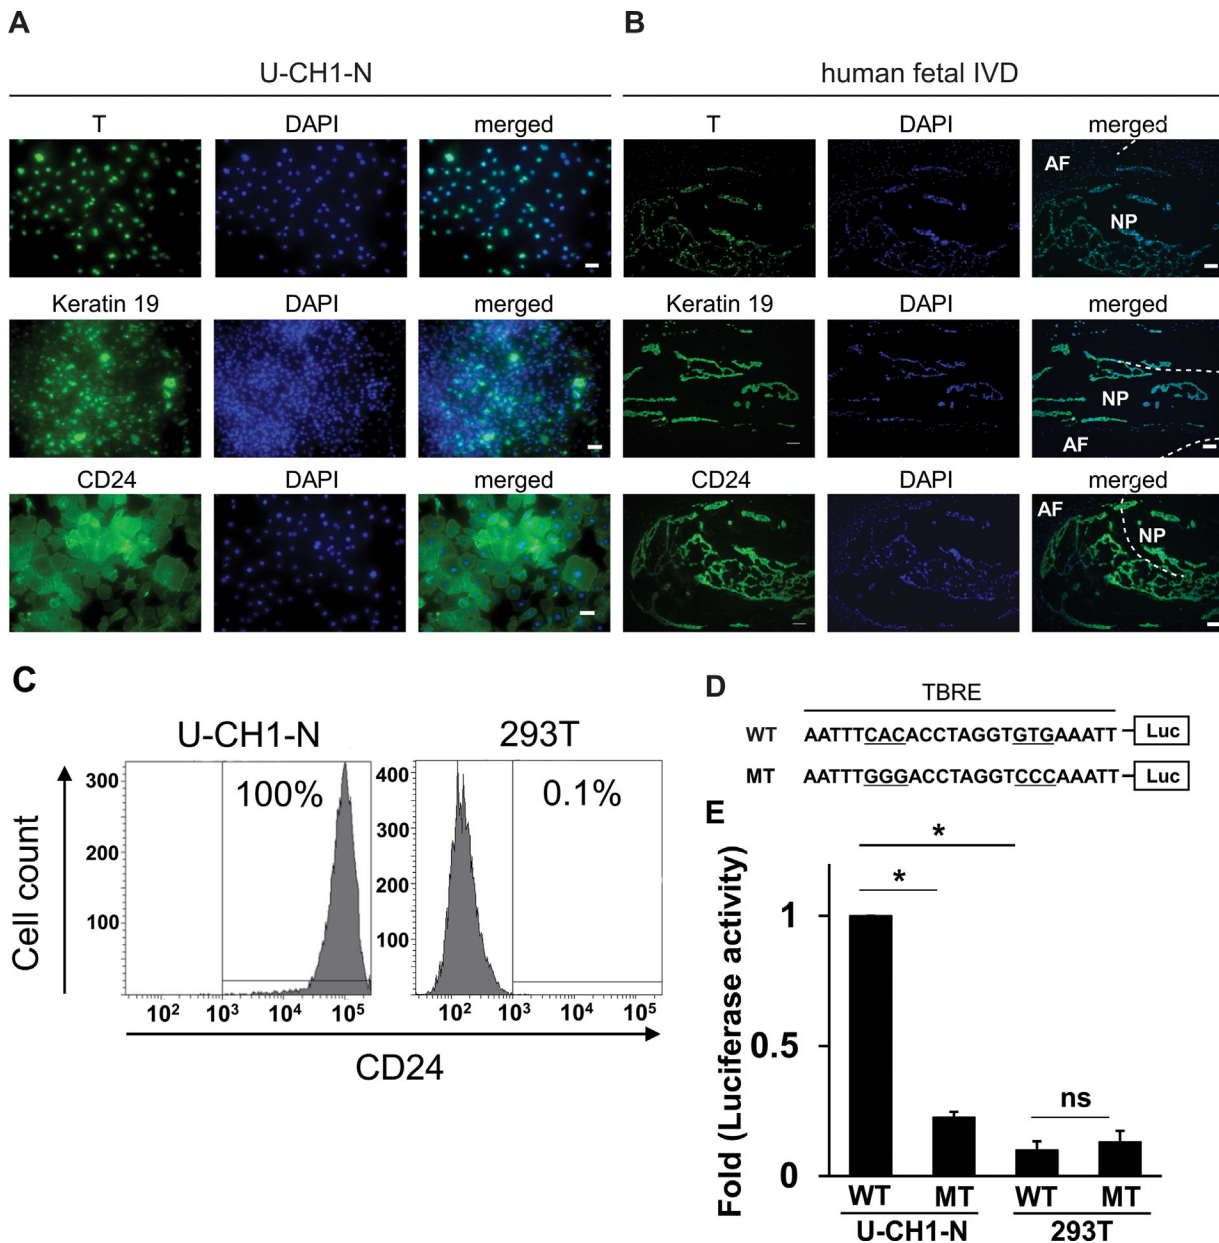 A
B
U-CH1-N
human fetal IVD
T
DAPI
merged
T
DAPI
merged
AF
NP
Keratin 19
DAPI
merged
Keratin 19
DAPI
merged
NP
AF
CD24
DAPI
merged
CD24
DAPI
merged
AF
NP
C
U-CH1-N
293T
Cell count
300
200
100
100%
10² 10³ 10⁴ 10⁵
400
300
200
100
0.1%
10² 10³ 10⁴ 10⁵
CD24
D
TBRE
WT AATTTCACACCTAGGTGTGAAATT Luc
MT AATTTGGGACCTAGGTCCCAAATT Luc
E
Fold (Luciferase activity)
*
*
ns
1
0.5
0
WT MT WT MT
U-CH1-N 293T